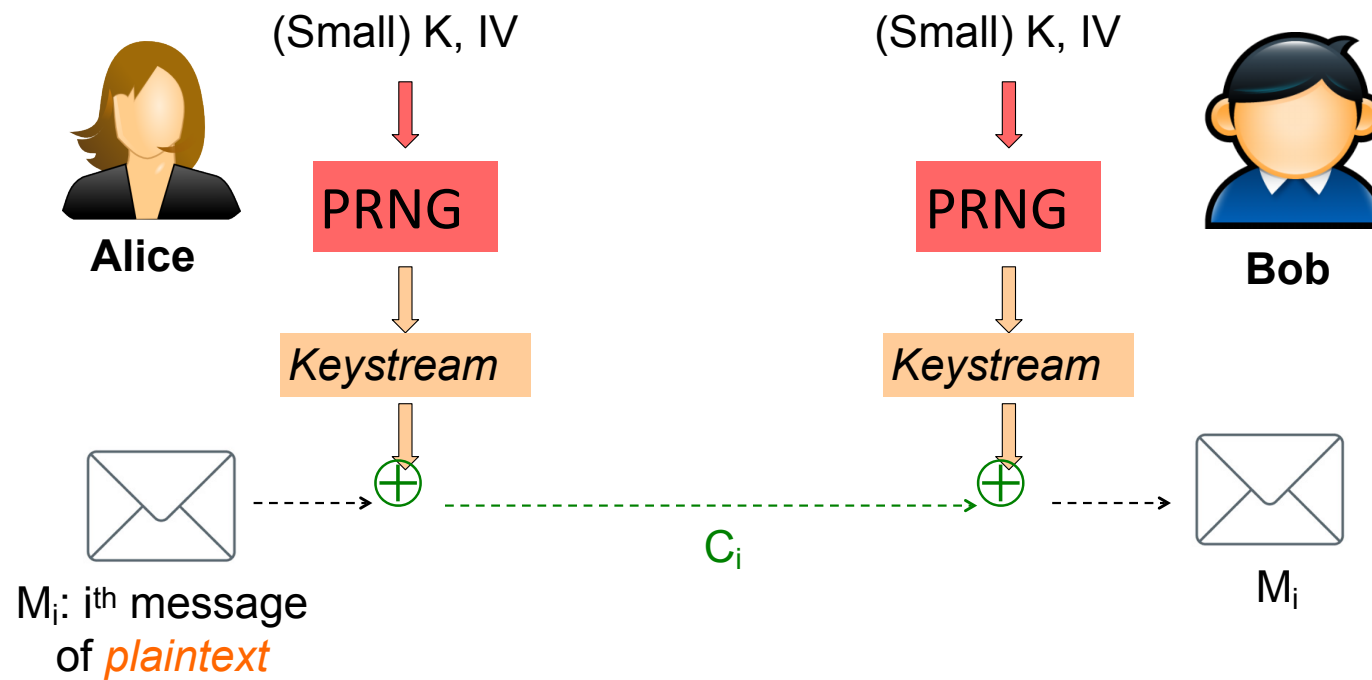 (Small) K, IV
(Small) K, IV
PRNG
PRNG
Alice
Bob
Keystream
Keystream
Cᵢ
Mᵢ: iᵗʰ message
of plaintext
Mᵢ